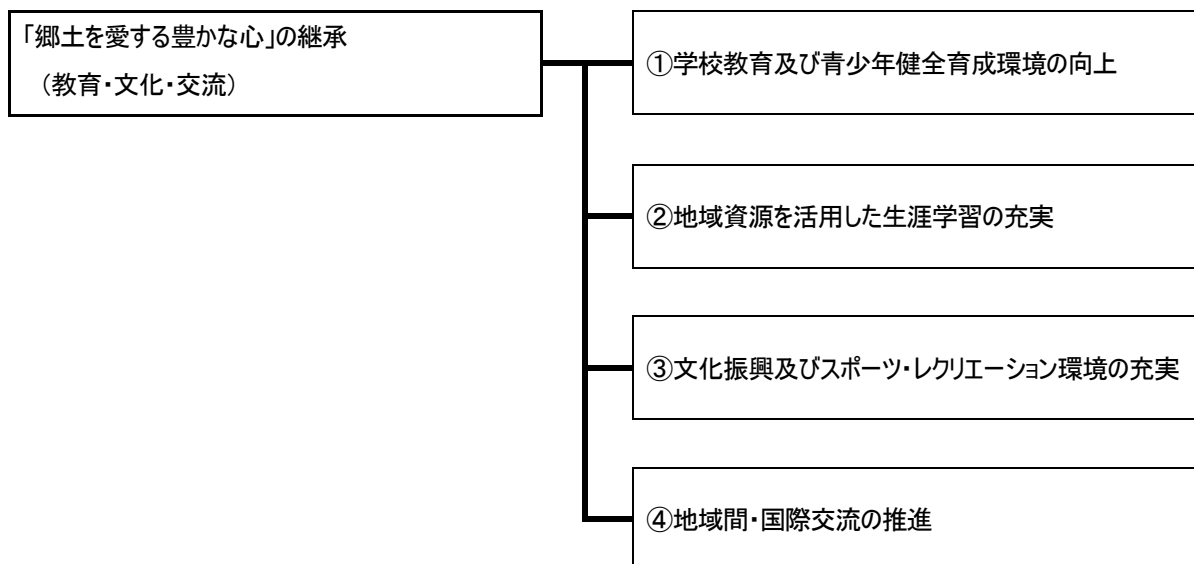 「郷土を愛する豊かな心」の継承
（教育・文化・交流）
①学校教育及び青少年健全育成環境の向上
②地域資源を活用した生涯学習の充実
③文化振興及びスポーツ・レクリエーション環境の充実
④地域間・国際交流の推進